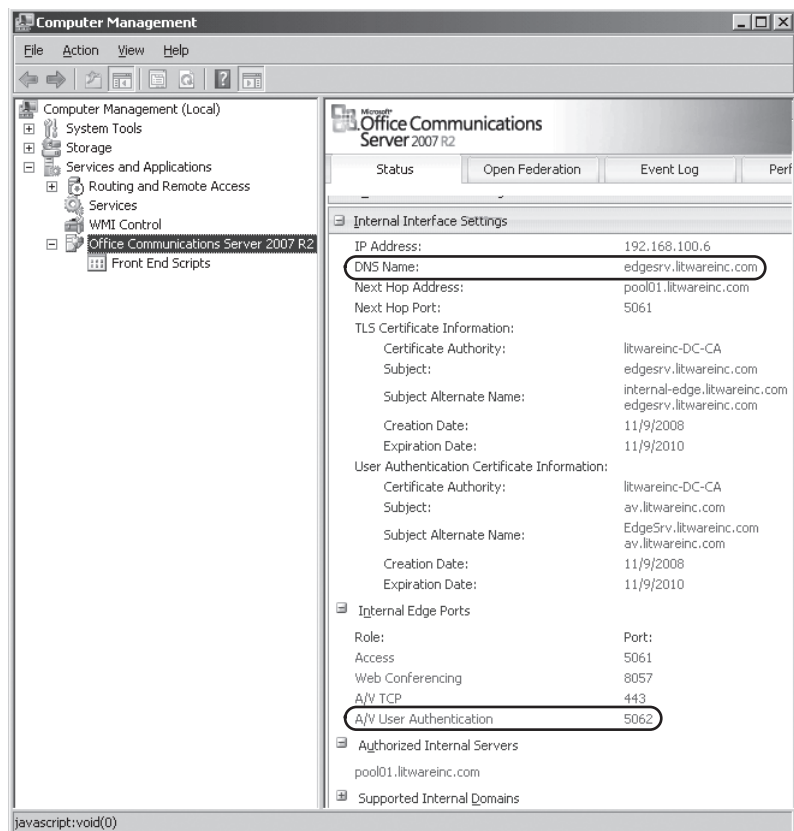 Computer Management
File Action View Help
Computer Management (Local)
System Tools
Storage
Services and Applications
Routing and Remote Access
Services
WMI Control
Office Communications Server 2007 R2
Front End Scripts
Microsoft®
Office Communications
Server 2007 R2
Status Open Federation Event Log Perf
Internal Interface Settings
IP Address: 192.168.100.6
DNS Name: edgesrv.litwareinc.com
Next Hop Address: pool01.litwareinc.com
Next Hop Port: 5061
TLS Certificate Information:
Certificate Authority: litwareinc-DC-CA
Subject: edgesrv.litwareinc.com
Subject Alternate Name: internal-edge.litwareinc.com
edgesrv.litwareinc.com
Creation Date: 11/9/2008
Expiration Date: 11/9/2010
User Authentication Certificate Information:
Certificate Authority: litwareinc-DC-CA
Subject: av.litwareinc.com
Subject Alternate Name: EdgeSrv.litwareinc.com
av.litwareinc.com
Creation Date: 11/9/2008
Expiration Date: 11/9/2010
Internal Edge Ports
Role: Port:
Access 5061
Web Conferencing 8057
A/V TCP 443
A/V User Authentication 5062
Authorized Internal Servers
pool01.litwareinc.com
Supported Internal Domains
javascript:void(0)